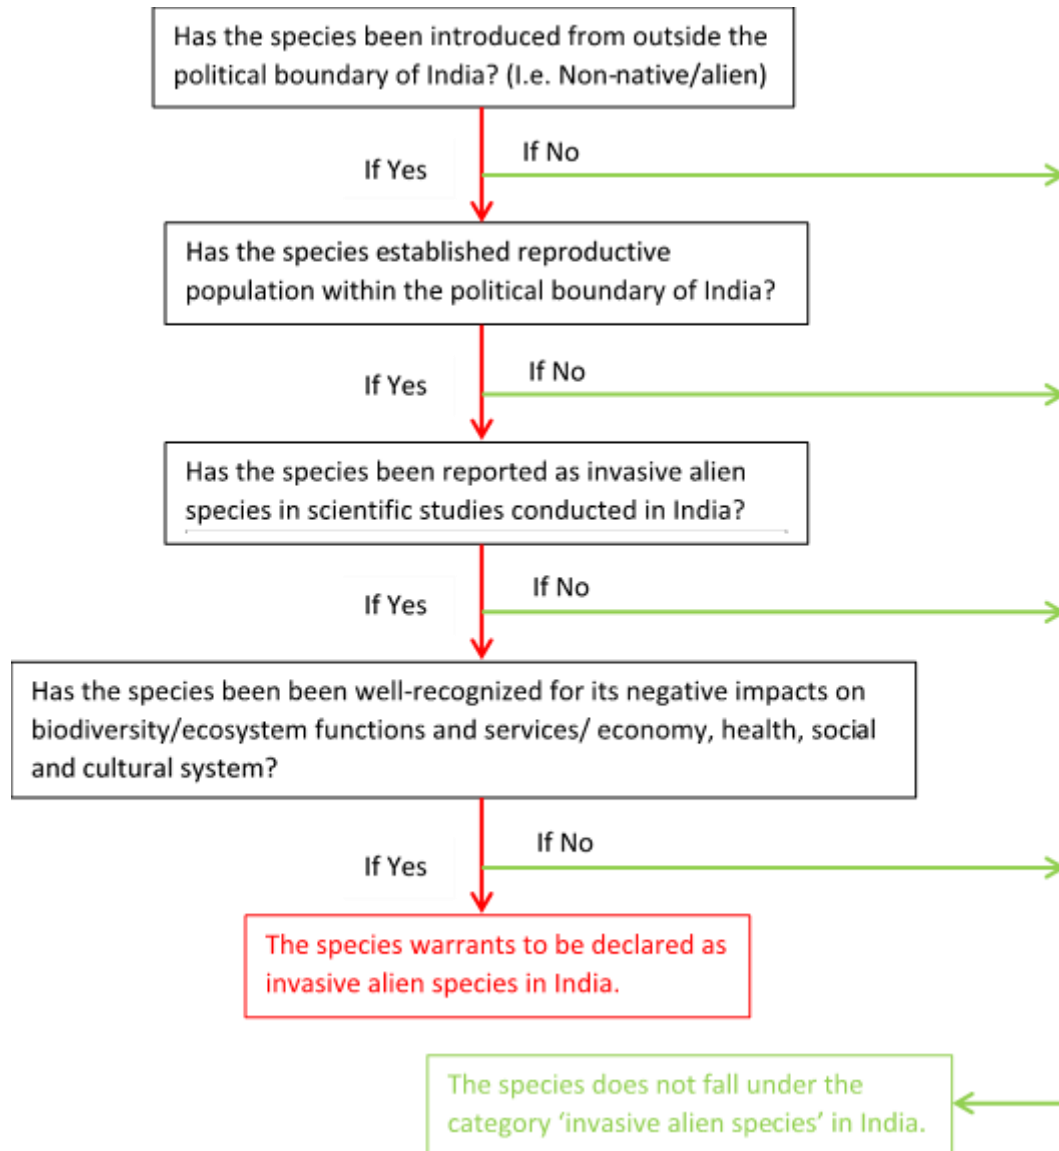 Has the species been introduced from outside the
political boundary of India? (I.e. Non-native/alien)
If Yes
If No
Has the species established reproductive
population within the political boundary of India?
If Yes
If No
Has the species been reported as invasive alien
species in scientific studies conducted in India?
If Yes
If No
Has the species been been well-recognized for its negative impacts on
biodiversity/ecosystem functions and services/ economy, health, social
and cultural system?
If Yes
If No
The species warrants to be declared as
invasive alien species in India.
The species does not fall under the
category ‘invasive alien species’ in India.